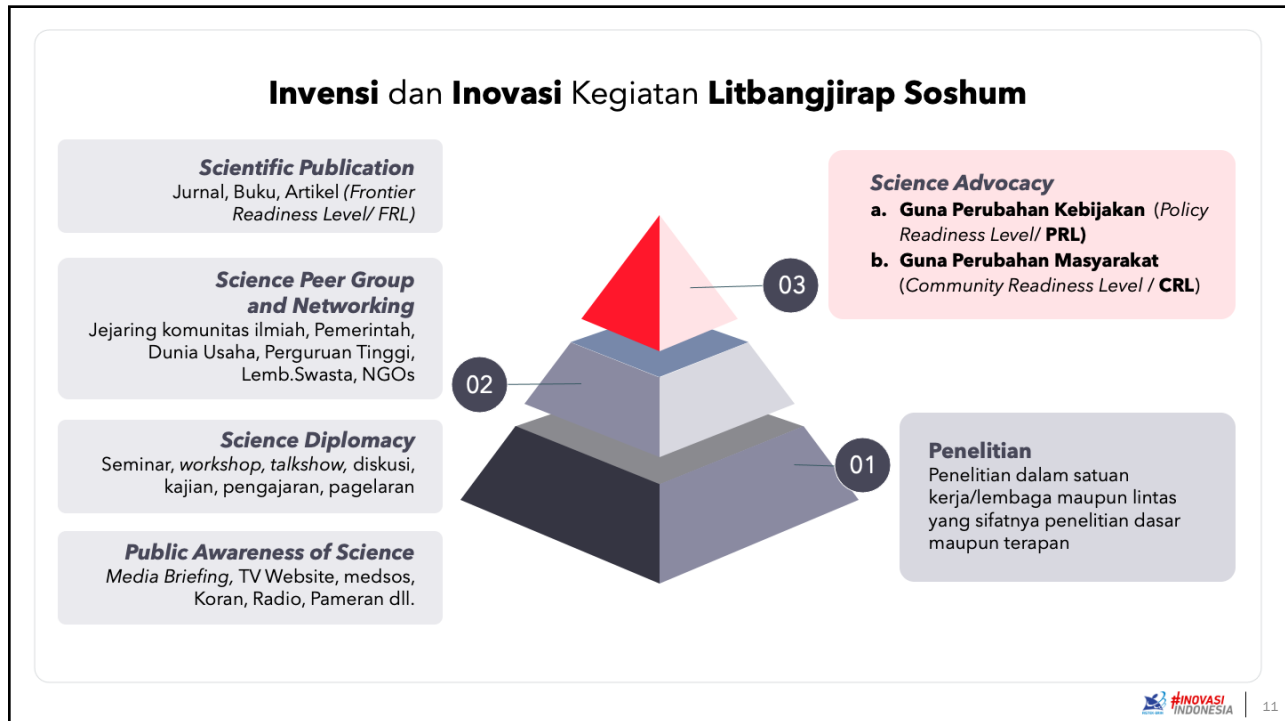 Invensi dan Inovasi Kegiatan Litbangjirap Soshum
Scientific Publication
Jurnal, Buku, Artikel (Frontier
Readiness Level/ FRL)
Science Peer Group
and Networking
Jejaring komunitas ilmiah, Pemerintah,
Dunia Usaha, Perguruan Tinggi,
Lemb.Swasta, NGOs
Science Diplomacy
Seminar, workshop, talkshow, diskusi,
kajian, pengajaran, pagelaran
Public Awareness of Science
Media Briefing, TV Website, medsos,
Koran, Radio, Pameran dll.
02
03
01
Science Advocacy
a. Guna Perubahan Kebijakan (Policy
Readiness Level/ PRL)
b. Guna Perubahan Masyarakat
(Community Readiness Level / CRL)
Penelitian
Penelitian dalam satuan
kerja/lembaga maupun lintas
yang sifatnya penelitian dasar
maupun terapan
#INOVASI
INDONESIA
11